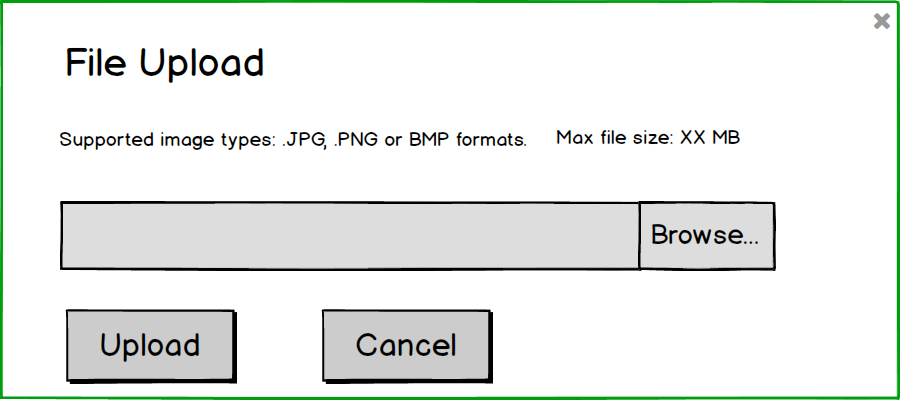 File Upload
Supported image types: .JPG, .PNG or BMP formats. Max file size: XX MB
Browse...
Upload Cancel